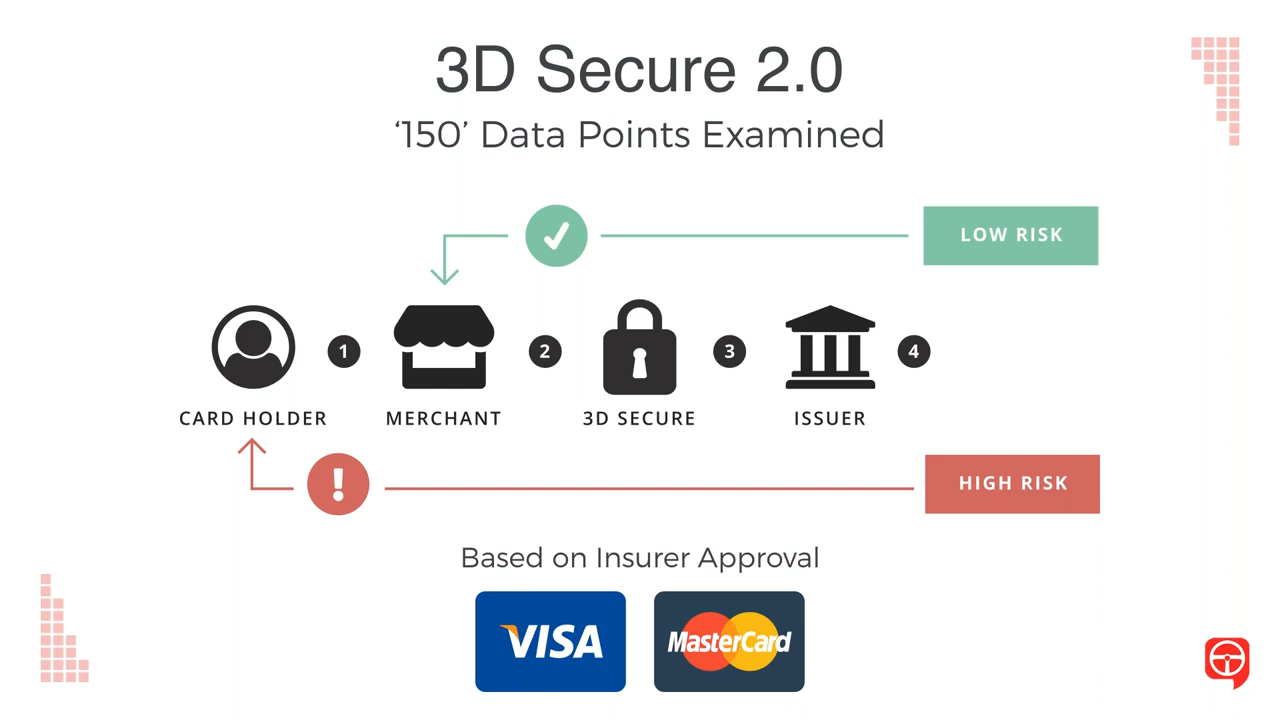 3D Secure 2.0
‘150’ Data Points Examined
LOW RISK
1
2
3
4
CARD HOLDER
MERCHANT
3D SECURE
ISSUER
!
HIGH RISK
Based on Insurer Approval
VISA
MasterCard